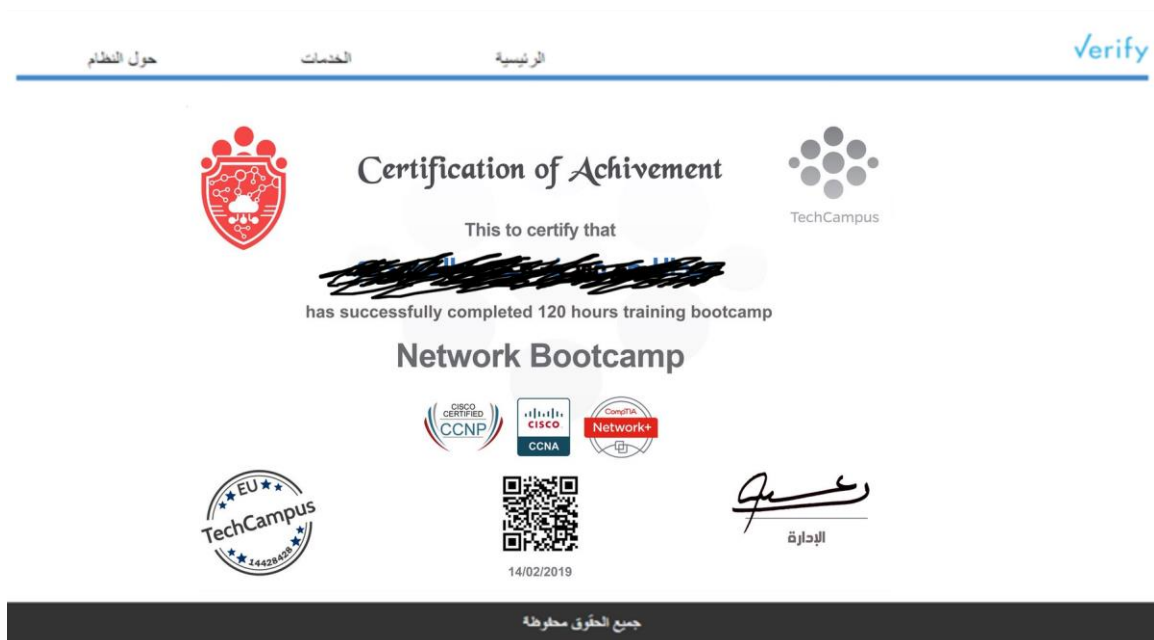 √erify
الرئيسية
الخدمات
حول النظام
Certification of Achivement
TechCampus
This to certify that
has successfully completed 120 hours training bootcamp
Network Bootcamp
CISCO
CERTIFIED
CCNP
CISCO
CCNA
CompTIA
Network+
EU
TechCampus
14428428
14/02/2019
الإدارة
جميع الحقوق محفوظة